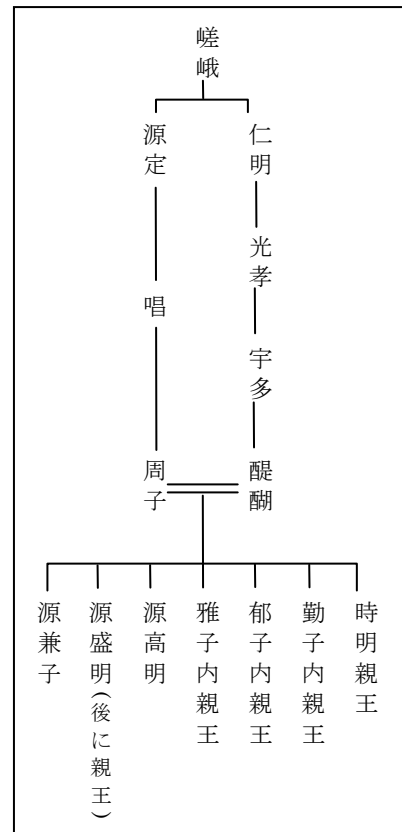 嵯峨
仁明
源定
光孝
唱
宇多
醍醐
周子
時明親王
勤子内親王
郁子内親王
雅子内親王
源高明
源盛明(後に親王)
源兼子